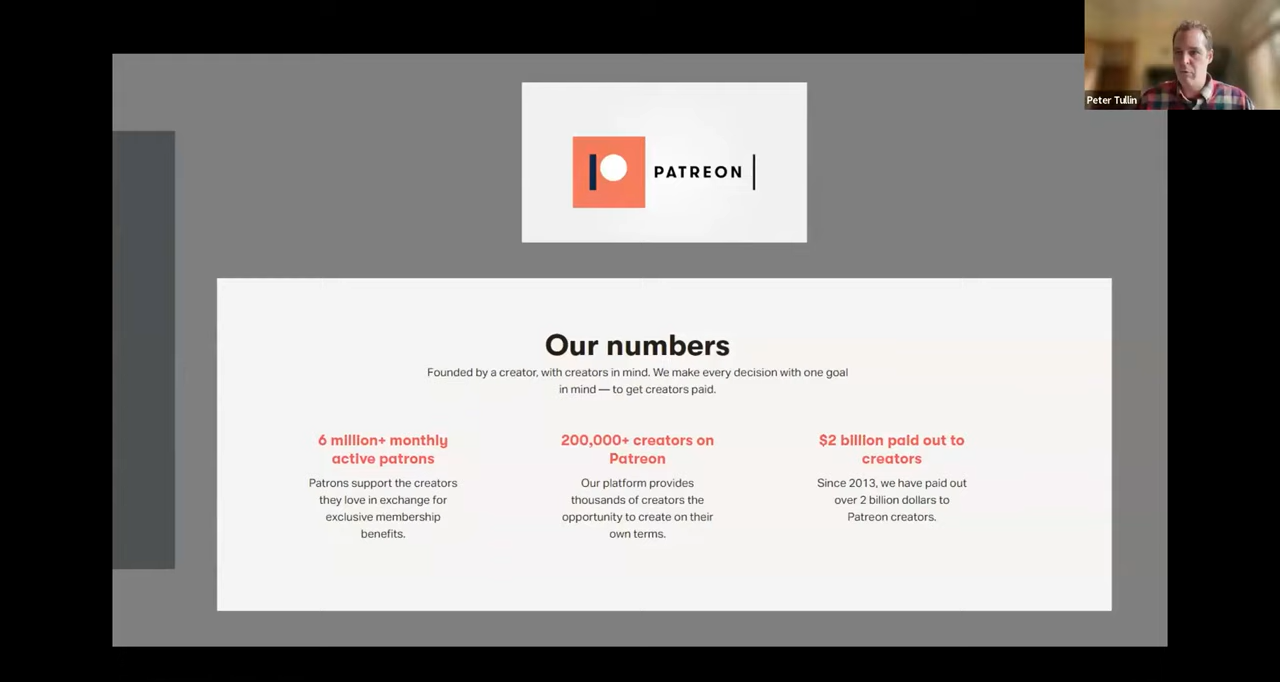 Peter Tullin
PATREON
Our numbers
Founded by a creator, with creators in mind. We make every decision with one goal
in mind — to get creators paid.
6 million+ monthly
active patrons
Patrons support the creators
they love in exchange for
exclusive membership
benefits.
200,000+ creators on
Patreon
Our platform provides
thousands of creators the
opportunity to create on their
own terms.
$2 billion paid out to
creators
Since 2013, we have paid out
over 2 billion dollars to
Patreon creators.